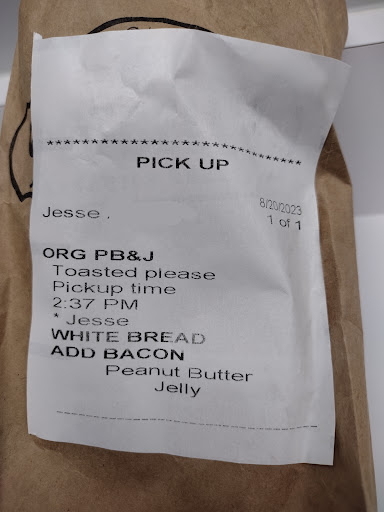 ******************************
PICK UP
8/20/2023
Jesse .
1 of 1
ORG PB&J
Toasted please
Pickup time
2:37 PM
* Jesse
WHITE BREAD
ADD BACON
Peanut Butter
Jelly